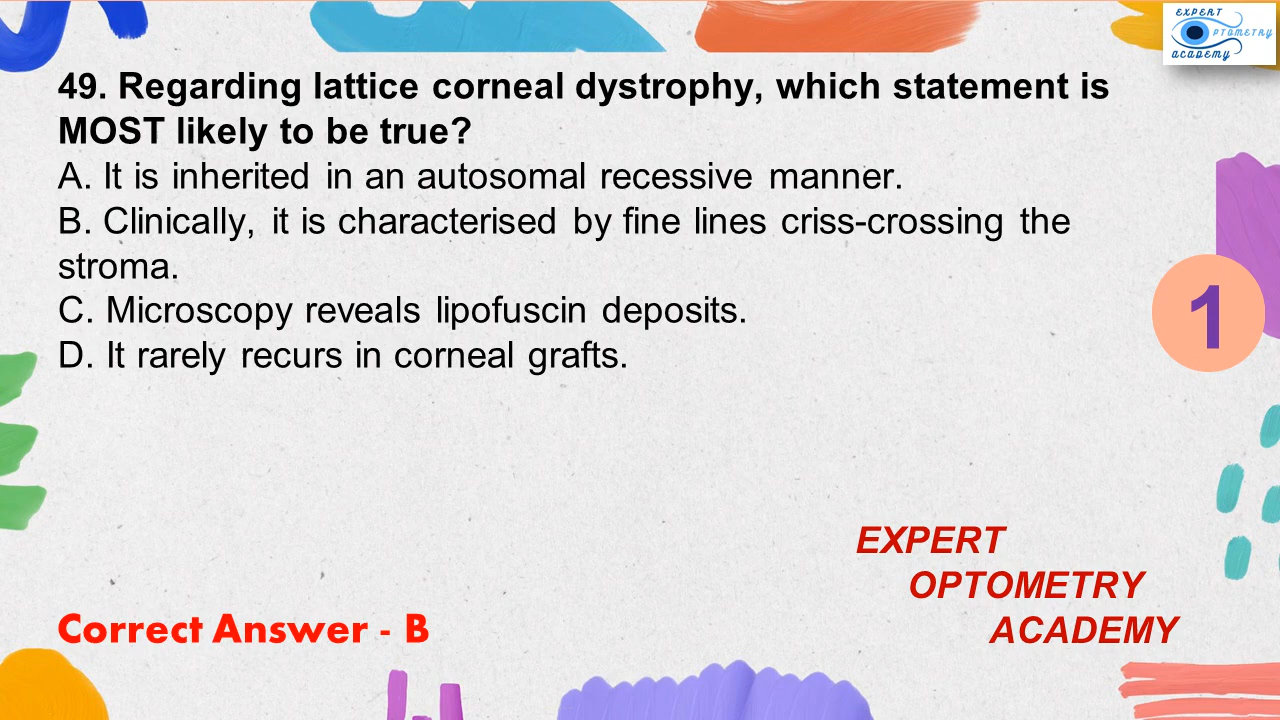 EXPERT
PTOMETRY
academy
49. Regarding lattice corneal dystrophy, which statement is
MOST likely to be true?
A. It is inherited in an autosomal recessive manner.
B. Clinically, it is characterised by fine lines criss-crossing the
stroma.
C. Microscopy reveals lipofuscin deposits.
D. It rarely recurs in corneal grafts.
1
EXPERT
OPTOMETRY
ACADEMY
Correct Answer - B